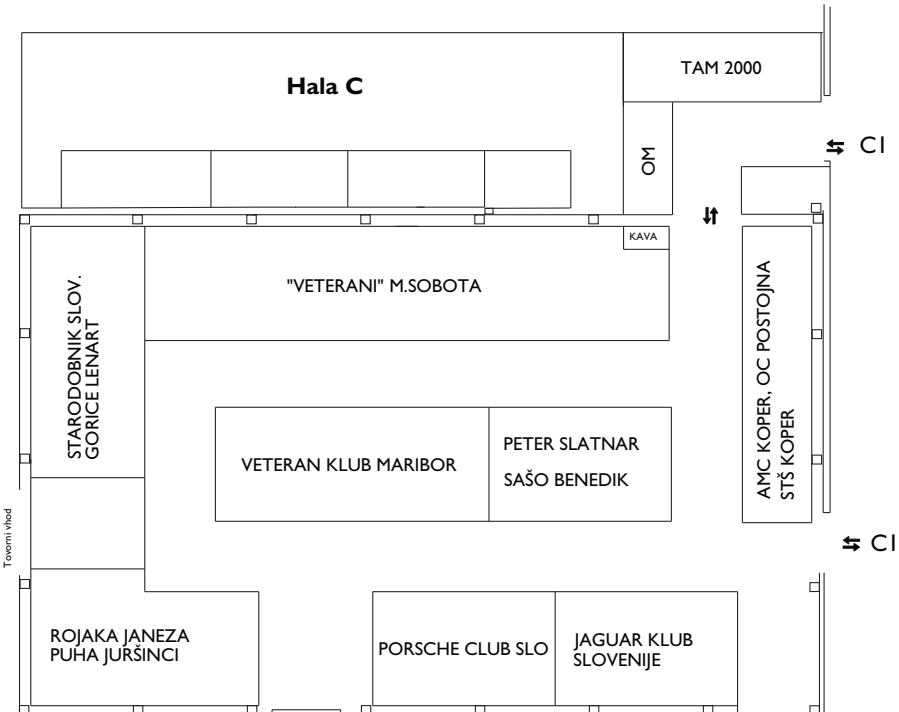 Hala C
TAM 2000
C1
OM
KAVA
"VETERANI" M.SOBOTA
STARODOBNIK SLOV.
GORICE LENART
AMC KOPER, OC POSTOJNA
STŠ KOPER
VETERAN KLUB MARIBOR
PETER SLATNAR
SAŠO BENEDIK
Tovorni vhod
C1
ROJAKA JANEZA
PUHA JURŠINCI
PORSCHE CLUB SLO
JAGUAR KLUB
SLOVENIJE